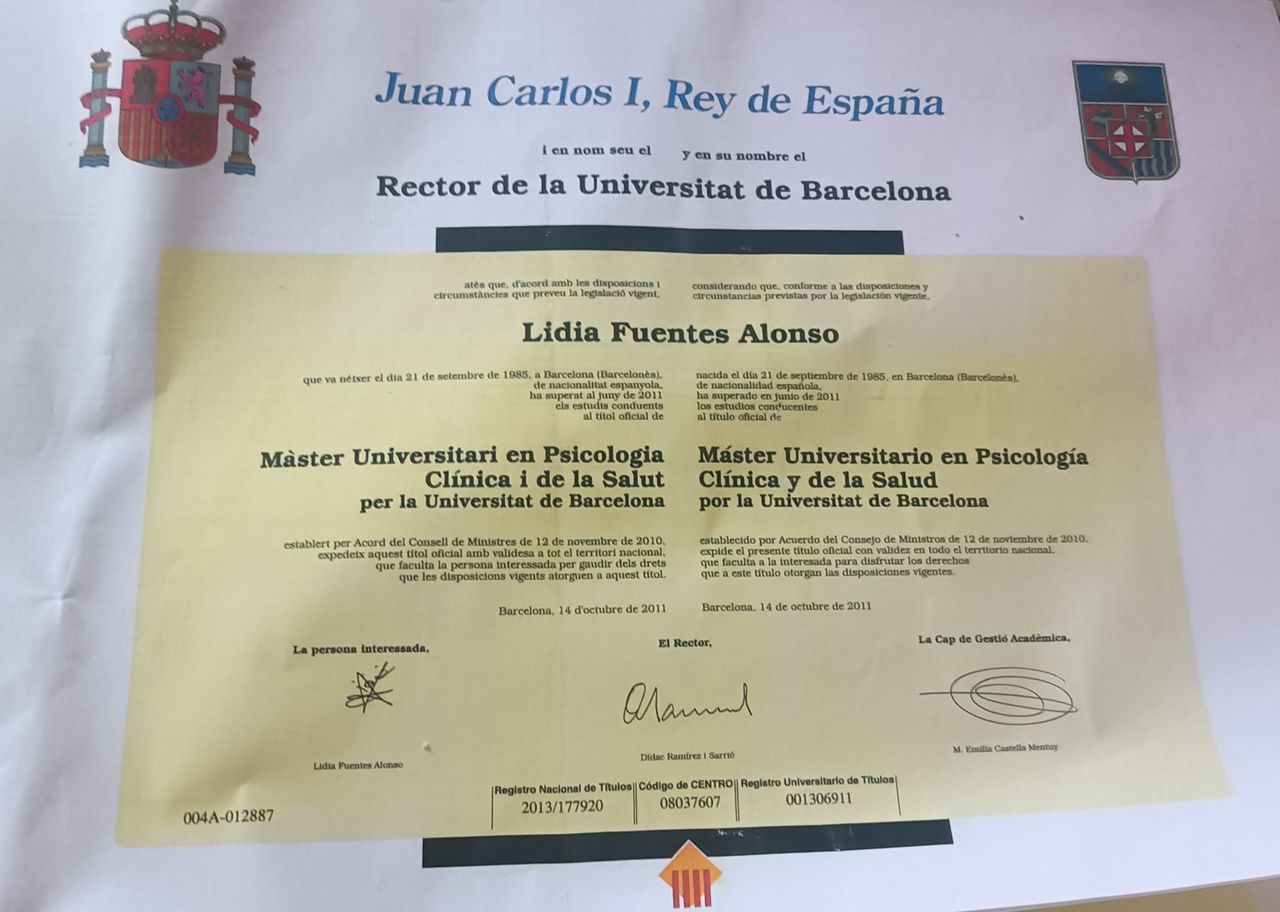 Juan Carlos I, Rey de España
i en nom seu el y en su nombre el
Rector de la Universitat de Barcelona
atès que, d'acord amb les disposicions i
circumstàncies que preveu la legislació vigent,
considerando que, conforme a las disposiciones y
circunstancias previstas por la legislación vigente,
Lidia Fuentes Alonso
que va néixer el dia 21 de setembre de 1985, a Barcelona (Barcelonès),
de nacionalitat espanyola,
ha superat al juny de 2011
els estudis conduents
al títol oficial de
nacida el día 21 de septiembre de 1985, en Barcelona (Barcelonès),
de nacionalidad española,
ha superado en junio de 2011
los estudios conducentes
al título oficial de
Màster Universitari en Psicologia
Clínica i de la Salut
per la Universitat de Barcelona
Máster Universitario en Psicología
Clínica y de la Salud
por la Universitat de Barcelona
establert per Acord del Consell de Ministres de 12 de novembre de 2010,
expedeix aquest títol oficial amb validesa a tot el territori nacional,
que faculta la persona interessada per gaudir dels drets
que les disposicions vigents atorguen a aquest títol.
establecido por Acuerdo del Consejo de Ministros de 12 de noviembre de 2010,
expide el presente título oficial con validez en todo el territorio nacional,
que faculta a la interesada para disfrutar los derechos
que a este título otorgan las disposiciones vigentes.
Barcelona, 14 d'octubre de 2011
Barcelona, 14 de octubre de 2011
La persona interessada,
El Rector,
La Cap de Gestió Acadèmica,
Lidia Fuentes Alonso
Dídac Ramírez i Sarrió
M. Emilia Castella Mentuy
Registro Nacional de Títulos
2013/177920
Código de CENTRO
08037607
Registro Universitario de Títulos
001306911
004A-012887